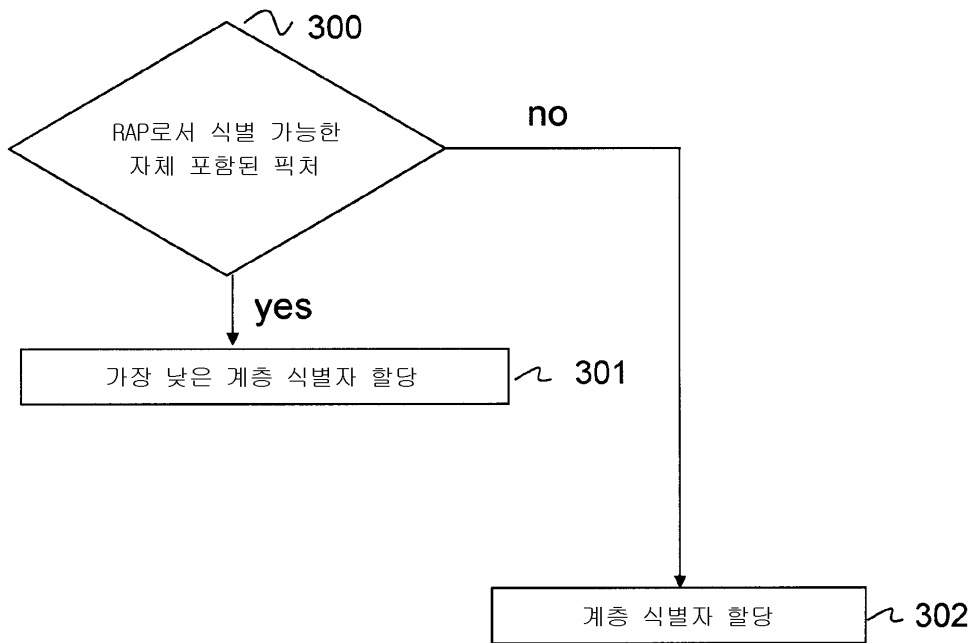 300
RAP로서 식별 가능한
자체 포함된 픽처
no
yes
가장 낮은 계층 식별자 할당
301
계층 식별자 할당
302